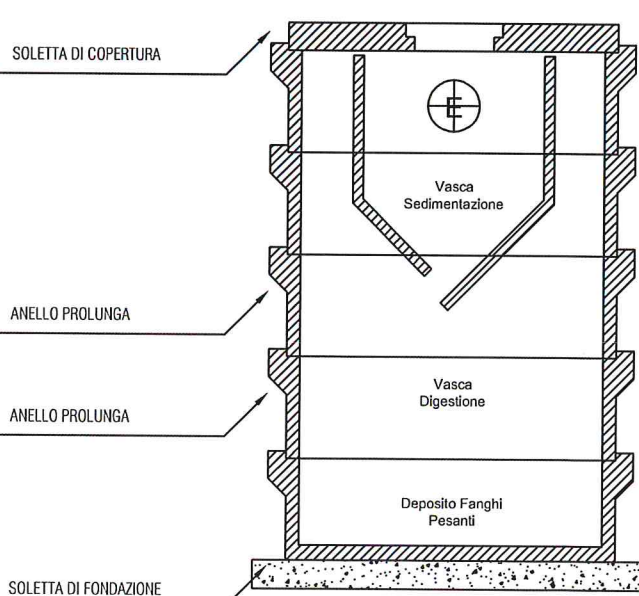 SOLETTA DI COPERTURA
E
Vasca
Sedimentazione
ANELLO PROLUNGA
Vasca
Digestione
ANELLO PROLUNGA
Deposito Fanghi
Pesanti
SOLETTA DI FONDAZIONE